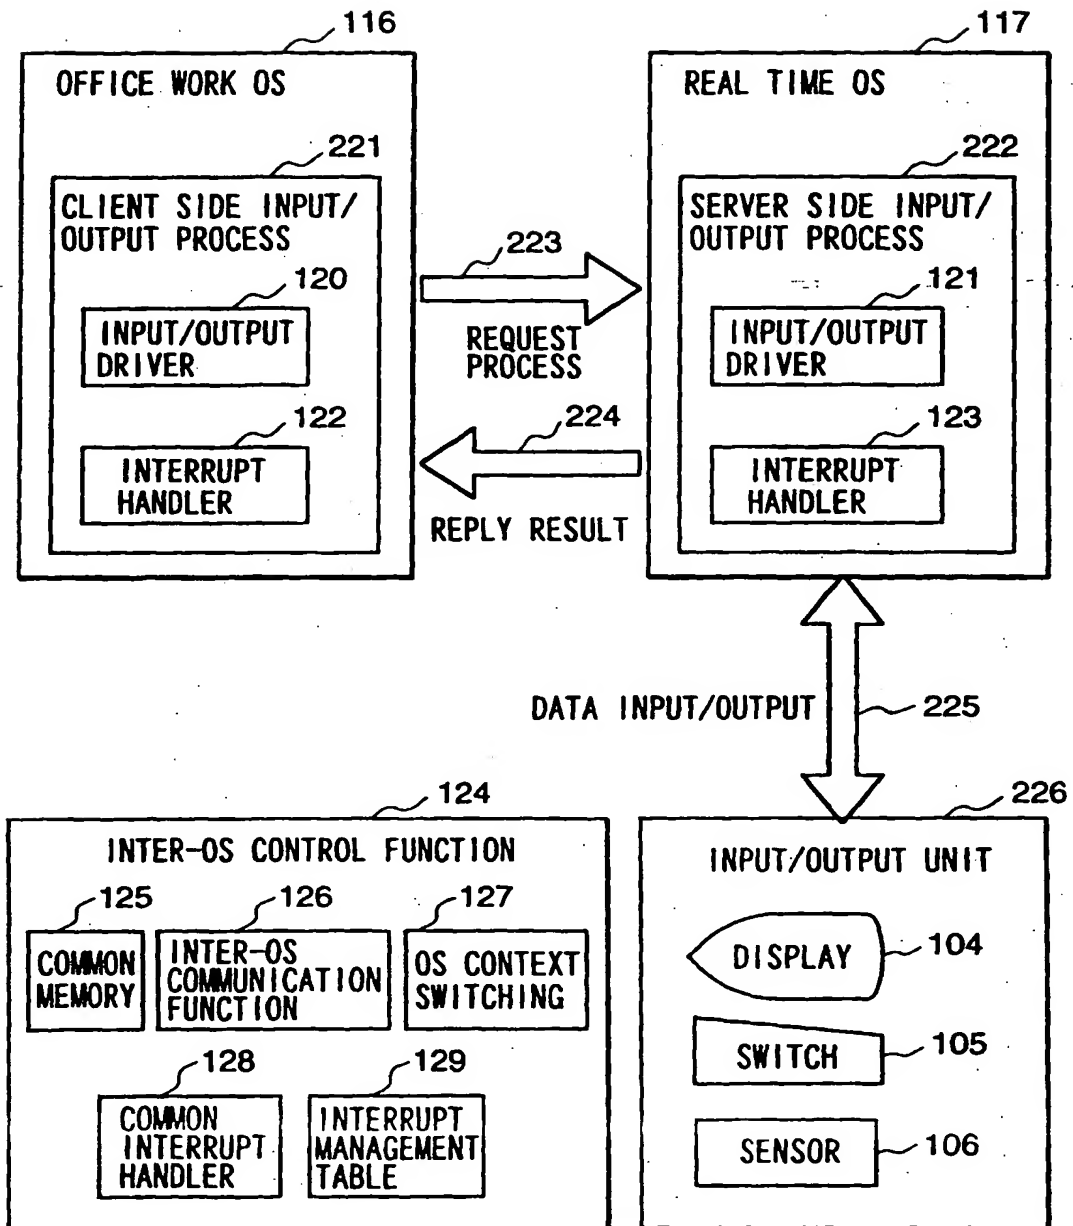 116
117
OFFICE WORK OS
REAL TIME OS
221
222
CLIENT SIDE INPUT/
OUTPUT PROCESS
SERVER SIDE INPUT/
OUTPUT PROCESS
223
120
121
INPUT/OUTPUT
DRIVER
REQUEST
PROCESS
INPUT/OUTPUT
DRIVER
122
224
123
INTERRUPT
HANDLER
INTERRUPT
HANDLER
REPLY RESULT
DATA INPUT/OUTPUT
225
124
226
INTER-OS CONTROL FUNCTION
INPUT/OUTPUT UNIT
125
126
127
COMMON
MEMORY
INTER-OS
COMMUNICATION
FUNCTION
OS CONTEXT
SWITCHING
DISPLAY
104
SWITCH
105
128
129
COMMON
INTERRUPT
HANDLER
INTERRUPT
MANAGEMENT
TABLE
SENSOR
106